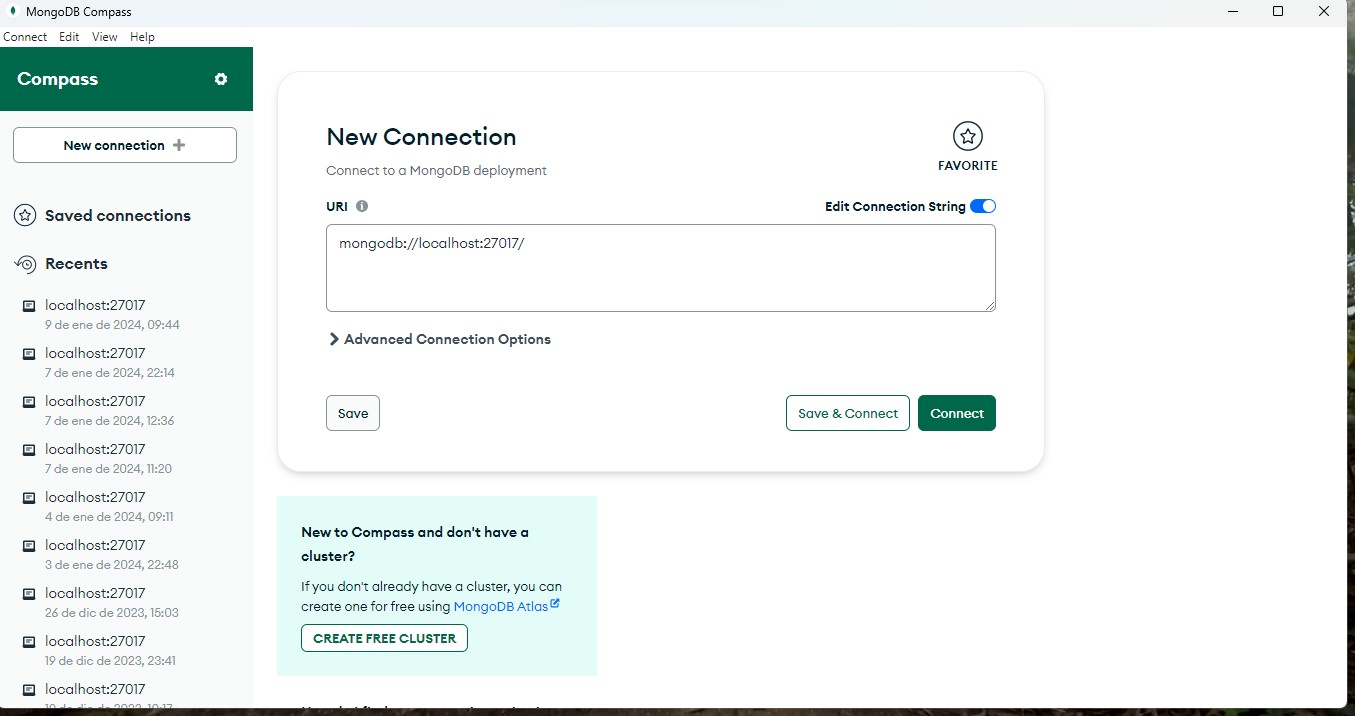 MongoDB Compass
Connect Edit View Help
Compass
New connection
Saved connections
Recents
localhost:27017
9 de ene de 2024, 09:44
localhost:27017
7 de ene de 2024, 22:14
localhost:27017
7 de ene de 2024, 12:36
localhost:27017
7 de ene de 2024, 11:20
localhost:27017
4 de ene de 2024, 09:11
localhost:27017
3 de ene de 2024, 22:48
localhost:27017
26 de dic de 2023, 15:03
localhost:27017
19 de dic de 2023, 23:41
localhost:27017
New Connection
FAVORITE
Connect to a MongoDB deployment
URI
Edit Connection String
mongodb://localhost:27017/
Advanced Connection Options
Save
Save & Connect
Connect
New to Compass and don't have a
cluster?
If you don't already have a cluster, you can
create one for free using MongoDB Atlas
CREATE FREE CLUSTER